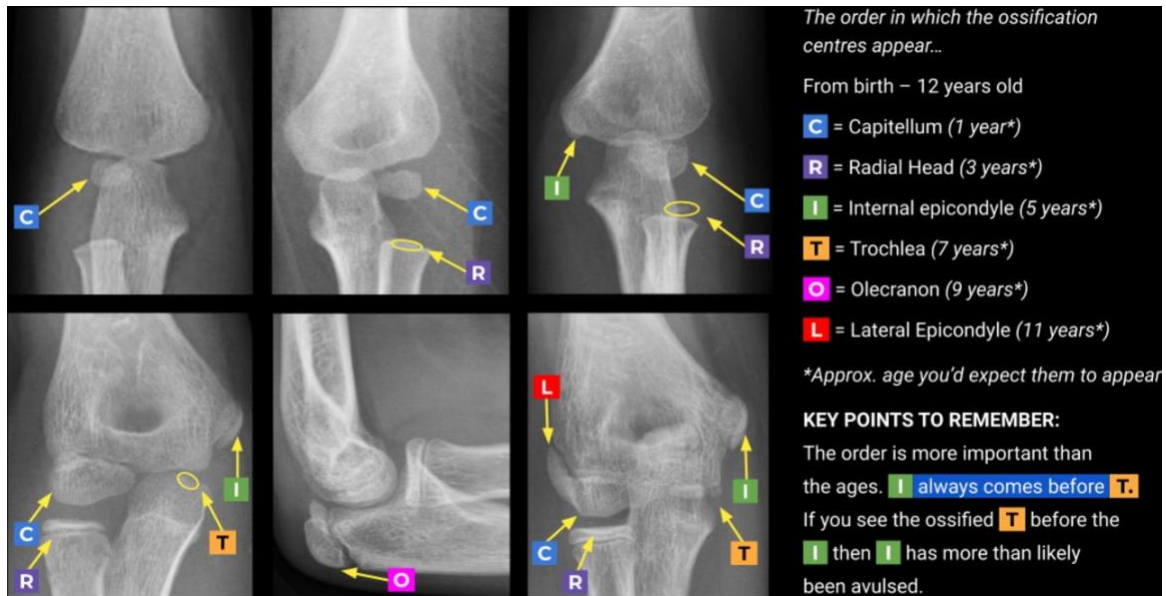 C
C
R
I
C
R
C
R
I
T
O
L
C
R
I
T
The order in which the ossification
centres appear...
From birth – 12 years old
C = Capitellum (1 year*)
R = Radial Head (3 years*)
I = Internal epicondyle (5 years*)
T = Trochlea (7 years*)
O = Olecranon (9 years*)
L = Lateral Epicondyle (11 years*)
*Approx. age you'd expect them to appear
KEY POINTS TO REMEMBER:
The order is more important than
the ages. I always comes before T.
If you see the ossified T before the
I then I has more than likely
been avulsed.